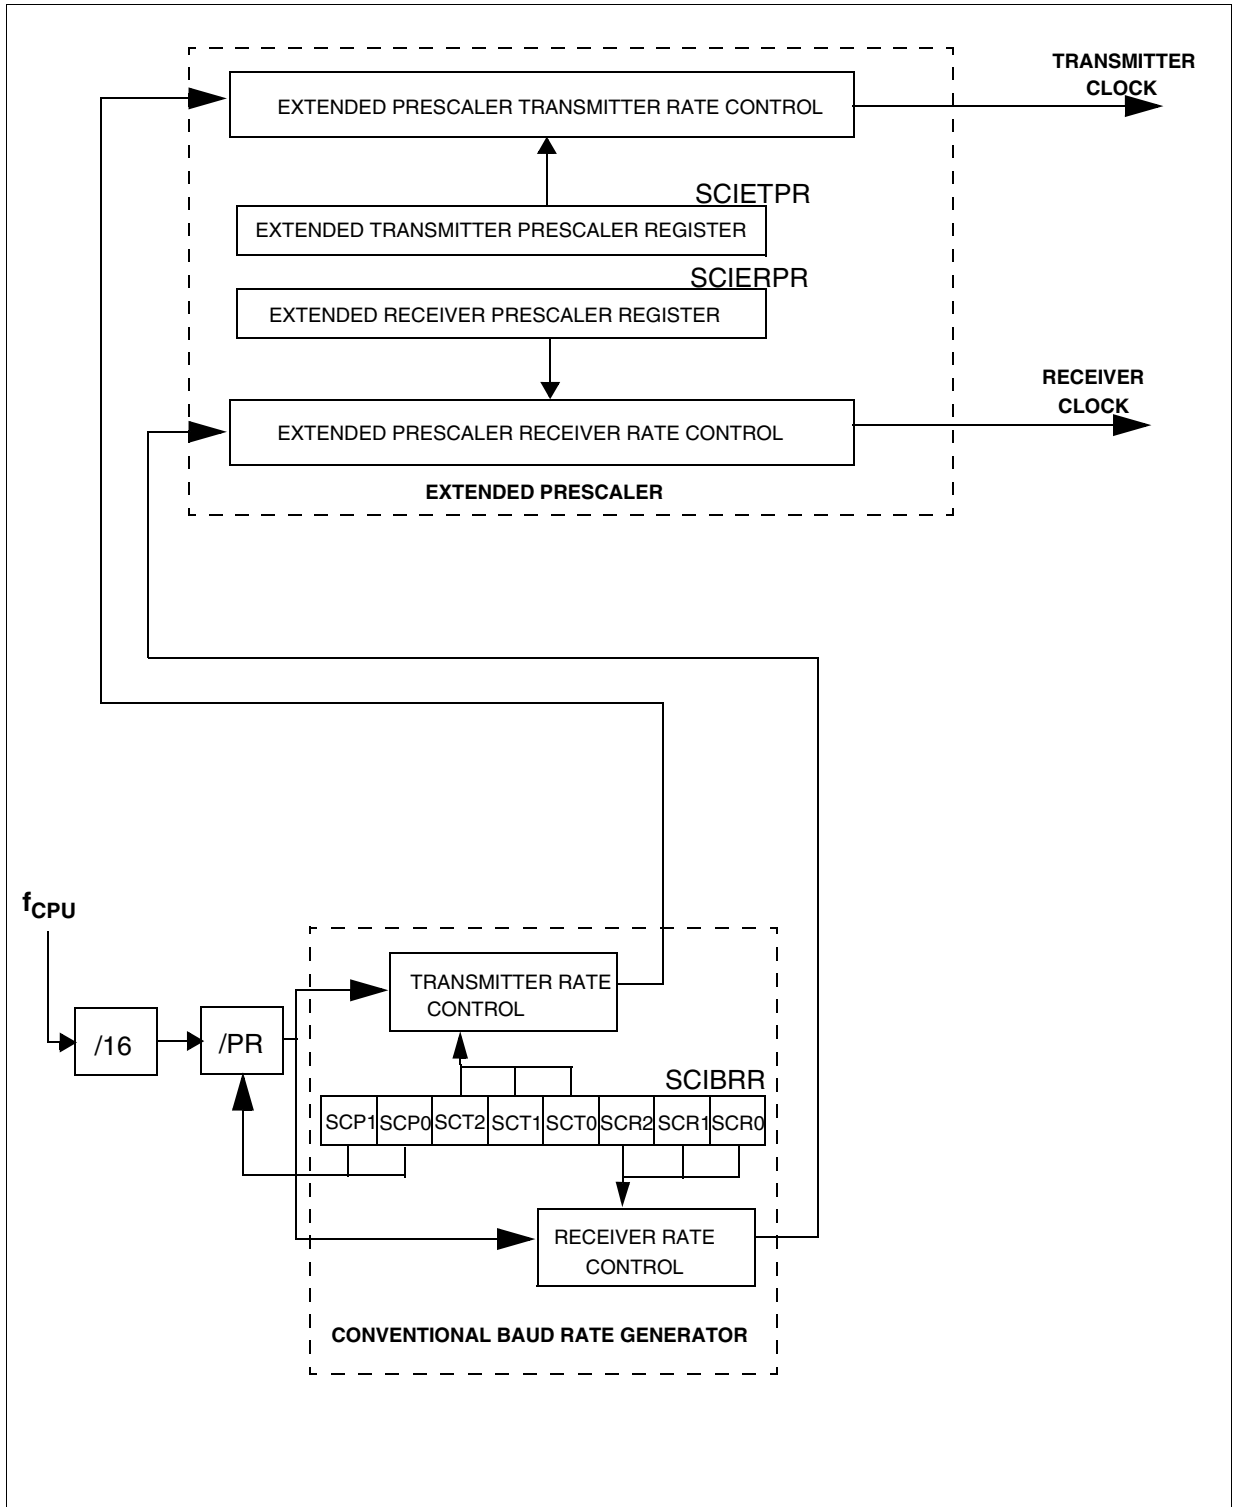 TRANSMITTER
CLOCK
EXTENDED PRESCALER TRANSMITTER RATE CONTROL
SCIETPR
EXTENDED TRANSMITTER PRESCALER REGISTER
SCIERPR
EXTENDED RECEIVER PRESCALER REGISTER
RECEIVER
CLOCK
EXTENDED PRESCALER RECEIVER RATE CONTROL
EXTENDED PRESCALER
fCPU
TRANSMITTER RATE
CONTROL
/16
/PR
SCIBRR
SCP1 SCP0 SCT2 SCT1 SCT0 SCR2 SCR1 SCR0
RECEIVER RATE
CONTROL
CONVENTIONAL BAUD RATE GENERATOR